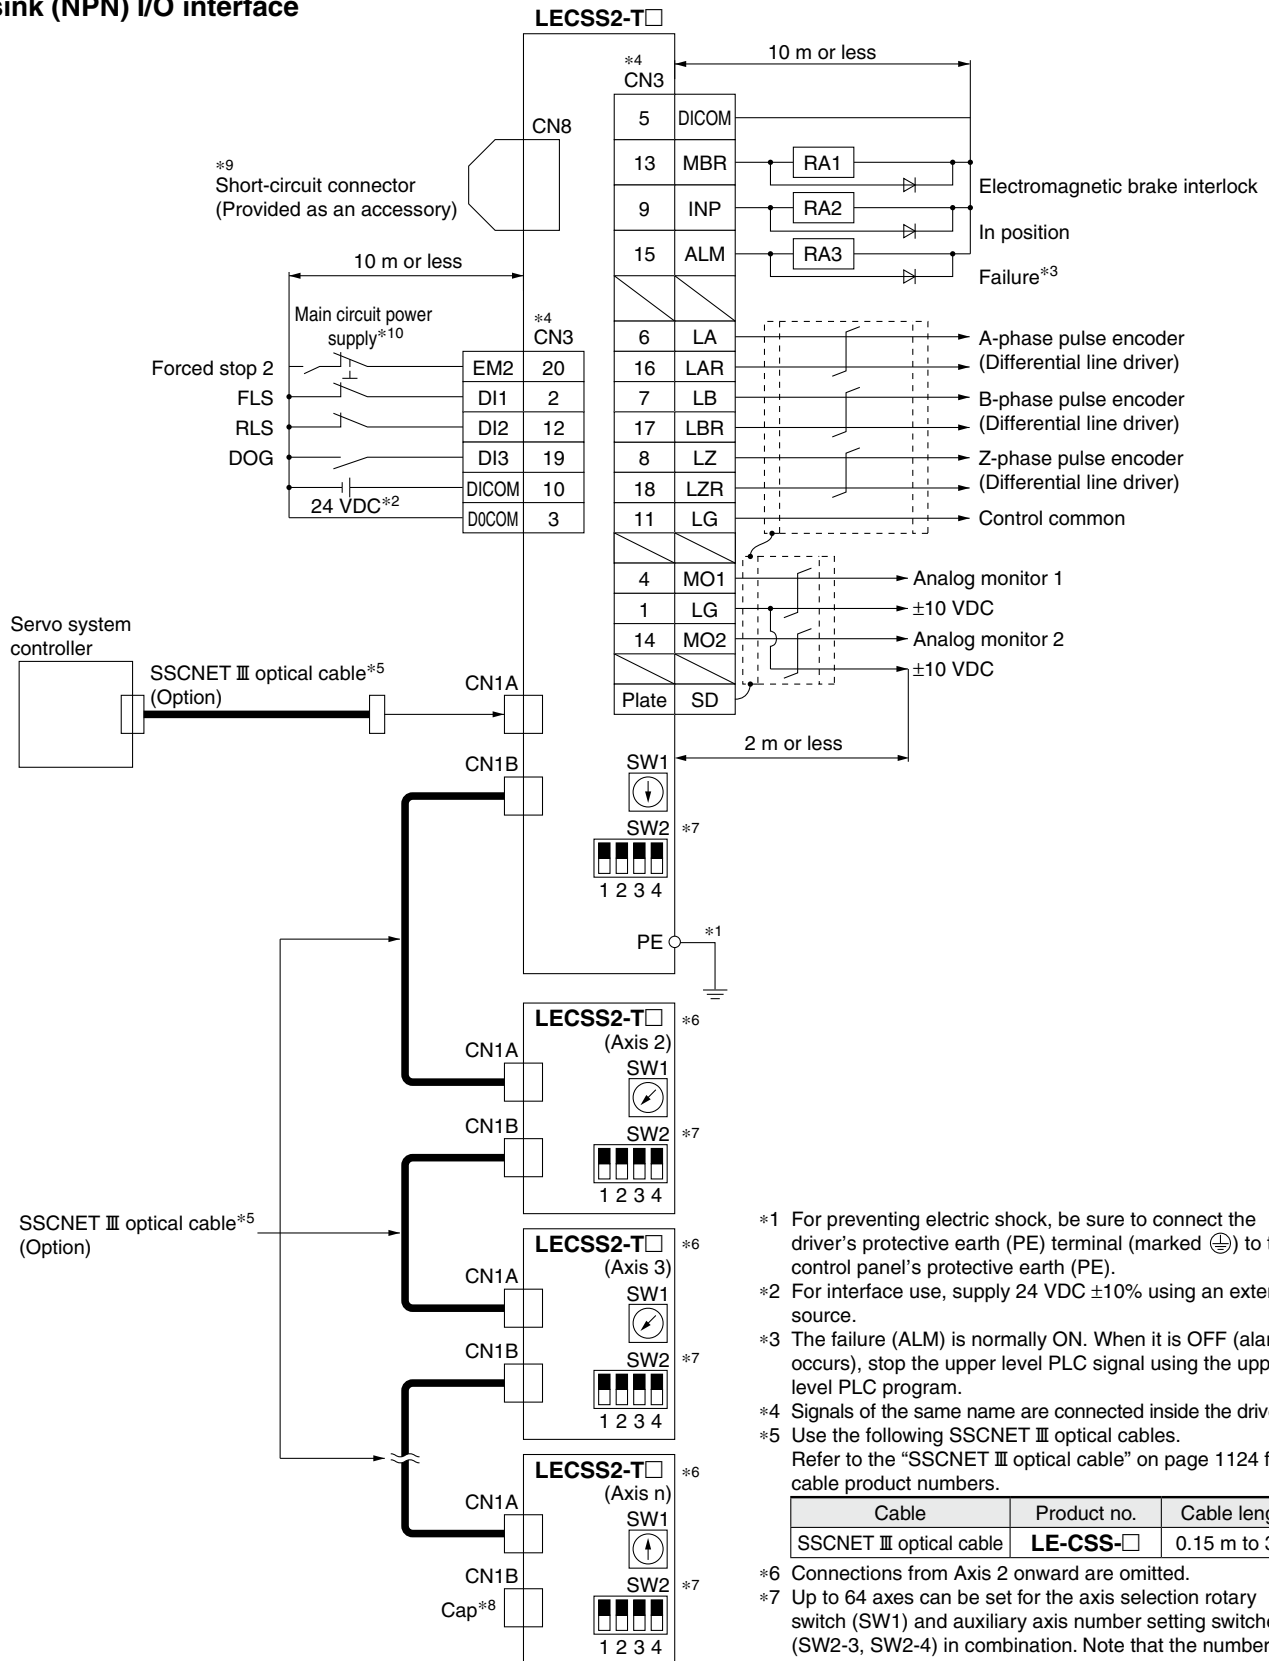 sink (NPN) I/O interface
LECSS2-T□
10 m or less
*4
CN3
5 DICOM
CN8
13 MBR RA1
*9
Short-circuit connector
(Provided as an accessory)
Electromagnetic brake interlock
9 INP RA2
In position
15 ALM RA3
Failure*3
10 m or less
Main circuit power
supply*10
*4
CN3
Forced stop 2 EM2 20
FLS DI1 2
RLS DI2 12
DOG DI3 19
DICOM 10
24 VDC*2
D0COM 3
6 LA
A-phase pulse encoder
(Differential line driver)
16 LAR
7 LB
B-phase pulse encoder
(Differential line driver)
17 LBR
8 LZ
Z-phase pulse encoder
(Differential line driver)
18 LZR
11 LG Control common
4 MO1 Analog monitor 1
1 LG ±10 VDC
14 MO2 Analog monitor 2
±10 VDC
Plate SD
2 m or less
Servo system
controller
SSCNET Ⅲ optical cable*5
(Option)
CN1A
CN1B
SW1
SW2 *7
1 2 3 4
PE *1
LECSS2-T□ *6
(Axis 2)
CN1A
SW1
CN1B
SW2 *7
1 2 3 4
SSCNET Ⅲ optical cable*5
(Option)
LECSS2-T□ *6
(Axis 3)
CN1A
SW1
CN1B
SW2 *7
1 2 3 4
LECSS2-T□ *6
(Axis n)
CN1A
SW1
CN1B
Cap*8
SW2 *7
1 2 3 4
*1 For preventing electric shock, be sure to connect the
driver's protective earth (PE) terminal (marked ⏚) to
control panel's protective earth (PE).
*2 For interface use, supply 24 VDC ±10% using an
source.
*3 The failure (ALM) is normally ON. When it is OFF
occurs), stop the upper level PLC signal using the
level PLC program.
*4 Signals of the same name are connected inside the
*5 Use the following SSCNET Ⅲ optical cables.
Refer to the “SSCNET Ⅲ optical cable” on page 1124
cable product numbers.
Cable Product no. Cable
SSCNET Ⅲ optical cable LE-CSS-□ 0.15 m to
*6 Connections from Axis 2 onward are omitted.
*7 Up to 64 axes can be set for the axis selection rotary
switch (SW1) and auxiliary axis number setting
(SW2-3, SW2-4) in combination. Note that the number